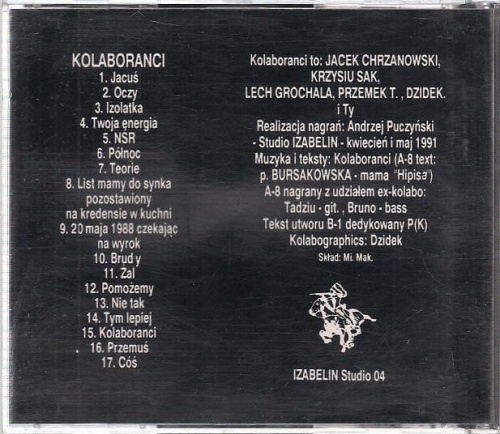 KOLABORANCI
1. Jacuś
2. Oczy
3. Izolatka
4. Twoja energia
5. NSR
6. Północ
7. Teorie
8. List mamy do synka
pozostawiony
na kredensie w kuchni
9. 20 maja 1988 czekając
na wyrok
10. Brudy
11. Żal
12. Pomożemy
13. Nie tak
14. Tym lepiej
15. Kolaboranci
16. Przemuś
17. Cóś
Kolaboranci to: JACEK CHRZANOWSKI,
KRZYSIU SAK,
LECH GROCHALA, PRZEMEK T. , DZIDEK.
i Ty
Realizacja nagrań: Andrzej Puczyński
- Studio IZABELIN - kwiecień i maj 1991
Muzyka i teksty: Kolaboranci (A-8 text:
p. BURSAKOWSKA - mama "Hipisa")
A-8 nagrany z udziałem ex-kolabo:
Tadziu - git. , Bruno - bass
Tekst utworu B-1 dedykowany P(K)
Kolabographics: Dzidek
Skład: Mi. Mak.
IZABELIN Studio 04